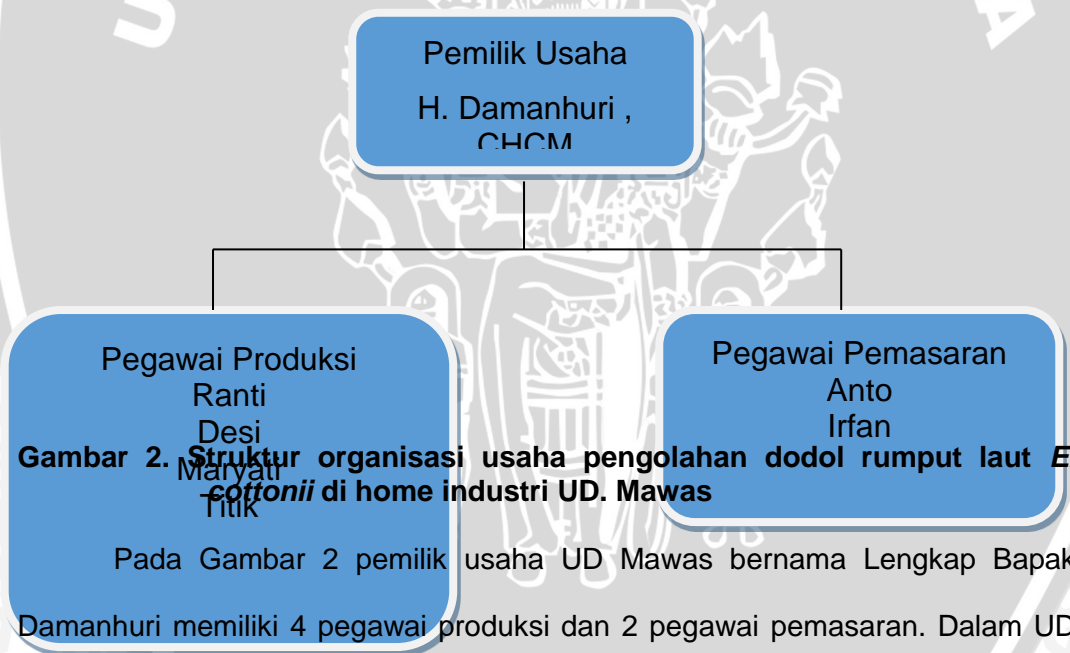 Pemilik Usaha
H. Damanhuri ,
CHCM
Pegawai Produksi
Ranti
Desi
Maryati
Titik
Pegawai Pemasaran
Anto
Irfan
Gambar 2. Struktur organisasi usaha pengolahan dodol rumput laut E
cottonii di home industri UD. Mawas
Pada Gambar 2 pemilik usaha UD Mawas bernama Lengkap Bapak
Damanhuri memiliki 4 pegawai produksi dan 2 pegawai pemasaran. Dalam UD